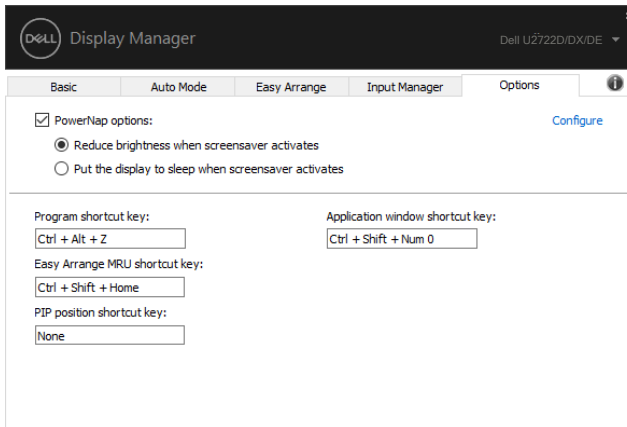 DELL Display Manager
Dell U2722D/DX/DE
Basic
Auto Mode
Easy Arrange
Input Manager
Options
PowerNap options:
Configure
Reduce brightness when screensaver activates
Put the display to sleep when screensaver activates
Program shortcut key:
Application window shortcut key:
Ctrl + Alt + Z
Ctrl + Shift + Num 0
Easy Arrange MRU shortcut key:
Ctrl + Shift + Home
PIP position shortcut key:
None